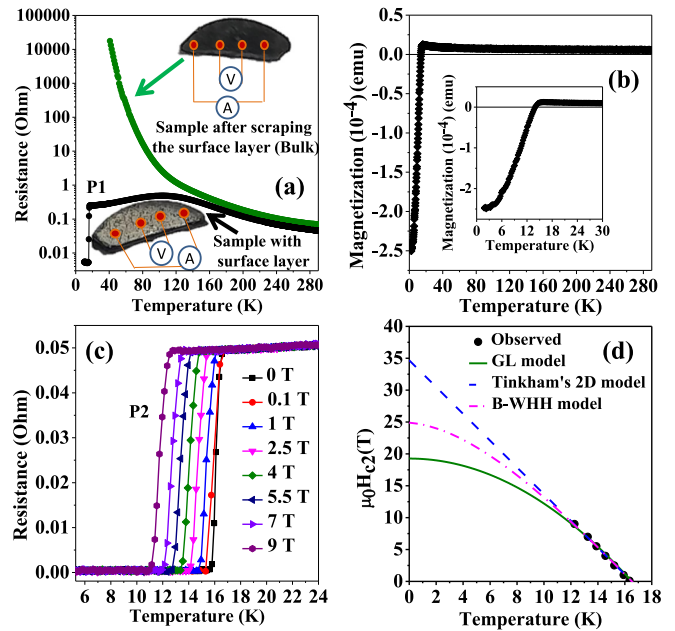 (a)
100000
10000
1000
100
10
1
0.1
0.01
Resistance (Ohm)
V
A
Sample after scraping
the surface layer (Bulk)
P1
V
A
Sample with
surface layer
0 40 80 120 160 200 240 280
Temperature (K)
(b)
0.5
0.0
-0.5
-1.0
-1.5
-2.0
-2.5
Magnetization (10⁻⁴) (emu)
0
-1
-2
Magnetization (10⁻⁴) (emu)
0 6 12 18 24 30
Temperature (K)
0 40 80 120 160 200 240 280
Temperature (K)
(c)
0.05
0.04
0.03
0.02
0.01
0.00
Resistance (Ohm)
P2
0 T
0.1 T
1 T
2.5 T
4 T
5.5 T
7 T
9 T
6 8 10 12 14 16 18 20 22 24
Temperature (K)
(d)
40
35
30
25
20
15
10
5
0
μ₀H_c2(T)
Observed
GL model
Tinkham's 2D model
B-WHH model
0 2 4 6 8 10 12 14 16 18
Temperature (K)